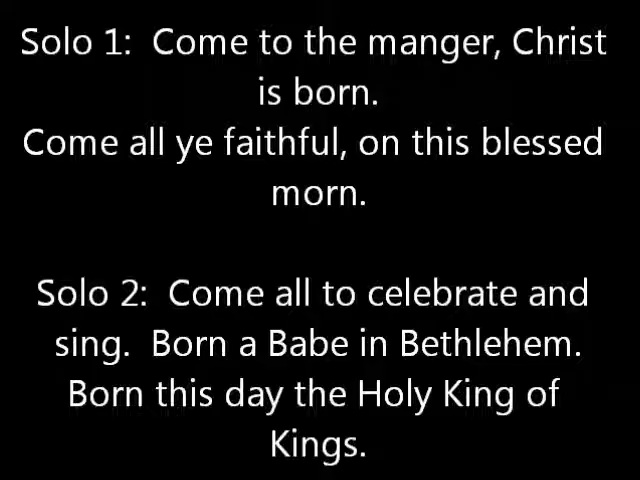 Solo 1:  Come to the manger, Christ
is born.
Come all ye faithful, on this blessed
morn.
Solo 2:  Come all to celebrate and
sing.  Born a Babe in Bethlehem.
Born this day the Holy King of
Kings.